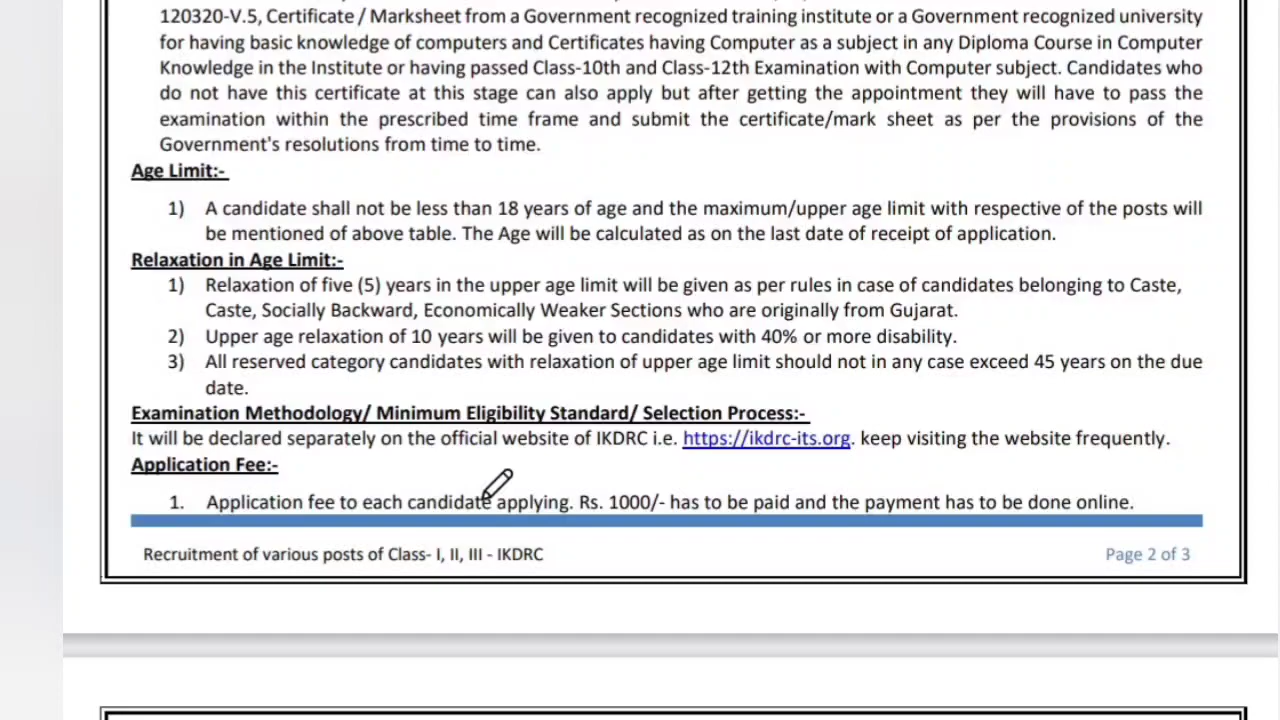 120320-V.5, Certificate / Marksheet from a Government recognized training institute or a Government recognized university
for having basic knowledge of computers and Certificates having Computer as a subject in any Diploma Course in Computer
Knowledge in the Institute or having passed Class-10th and Class-12th Examination with Computer subject. Candidates who
do not have this certificate at this stage can also apply but after getting the appointment they will have to pass the
examination within the prescribed time frame and submit the certificate/mark sheet as per the provisions of the
Government's resolutions from time to time.
Age Limit:-
1) A candidate shall not be less than 18 years of age and the maximum/upper age limit with respective of the posts will
be mentioned of above table. The Age will be calculated as on the last date of receipt of application.
Relaxation in Age Limit:-
1) Relaxation of five (5) years in the upper age limit will be given as per rules in case of candidates belonging to Caste,
Caste, Socially Backward, Economically Weaker Sections who are originally from Gujarat.
2) Upper age relaxation of 10 years will be given to candidates with 40% or more disability.
3) All reserved category candidates with relaxation of upper age limit should not in any case exceed 45 years on the due
date.
Examination Methodology/ Minimum Eligibility Standard/ Selection Process:-
It will be declared separately on the official website of IKDRC i.e. https://ikdrc-its.org. keep visiting the website frequently.
Application Fee:-
1. Application fee to each candidate applying. Rs. 1000/- has to be paid and the payment has to be done online.
Recruitment of various posts of Class- I, II, III - IKDRC
Page 2 of 3